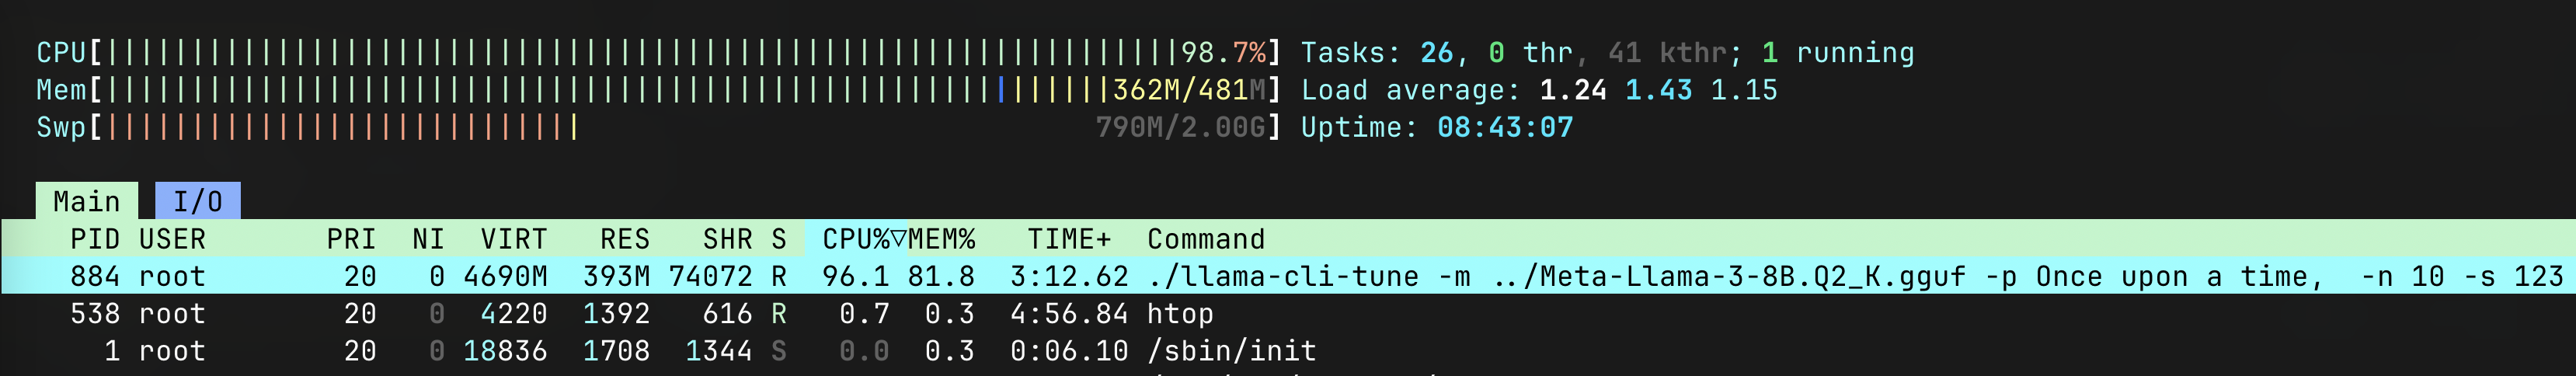 CPU[||||||||||||||||||||||||||||||||||||||||||||||||||||||||||||||||98.7%] Tasks: 26, 0 thr, 41 kthr; 1 running
Mem[||||||||||||||||||||||||||||||||||||||||||||||||||||||||||||362M/481M] Load average: 1.24 1.43 1.15
Swp[||||||||||||||||||||||||||||                               790M/2.00G] Uptime: 08:43:07
Main I/O
PID USER PRI NI VIRT RES SHR S CPU%▽MEM% TIME+ Command
884 root 20 0 4690M 393M 74072 R 96.1 81.8 3:12.62 ./llama-cli-tune -m ../Meta-Llama-3-8B.Q2_K.gguf -p Once upon a time,  -n 10 -s 123
538 root 20 0 4220 1392 616 R 0.7 0.3 4:56.84 htop
1 root 20 0 18836 1708 1344 S 0.0 0.3 0:06.10 /sbin/init